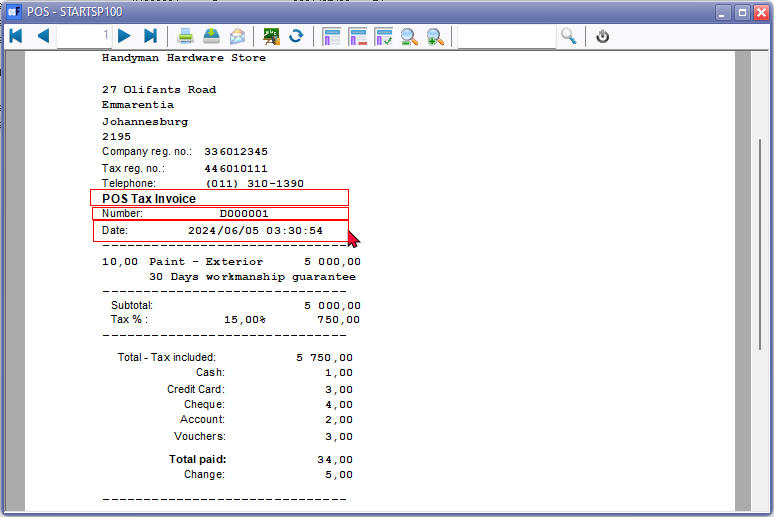 POS - STARTSP100
1
Handyman Hardware Store
27 Olifants Road
Emmarentia
Johannesburg
2195
Company reg. no.: 336012345
Tax reg. no.: 446010111
Telephone: (011) 310-1390
POS Tax Invoice
Number: D000001
Date: 2024/06/05 03:30:54
-------------------------------
10,00 Paint - Exterior 5 000,00
30 Days workmanship guarantee
-------------------------------
Subtotal: 5 000,00
Tax % : 15,00% 750,00
-------------------------------
Total - Tax included: 5 750,00
Cash: 1,00
Credit Card: 3,00
Cheque: 4,00
Account: 2,00
Vouchers: 3,00
Total paid: 34,00
Change: 5,00
-------------------------------